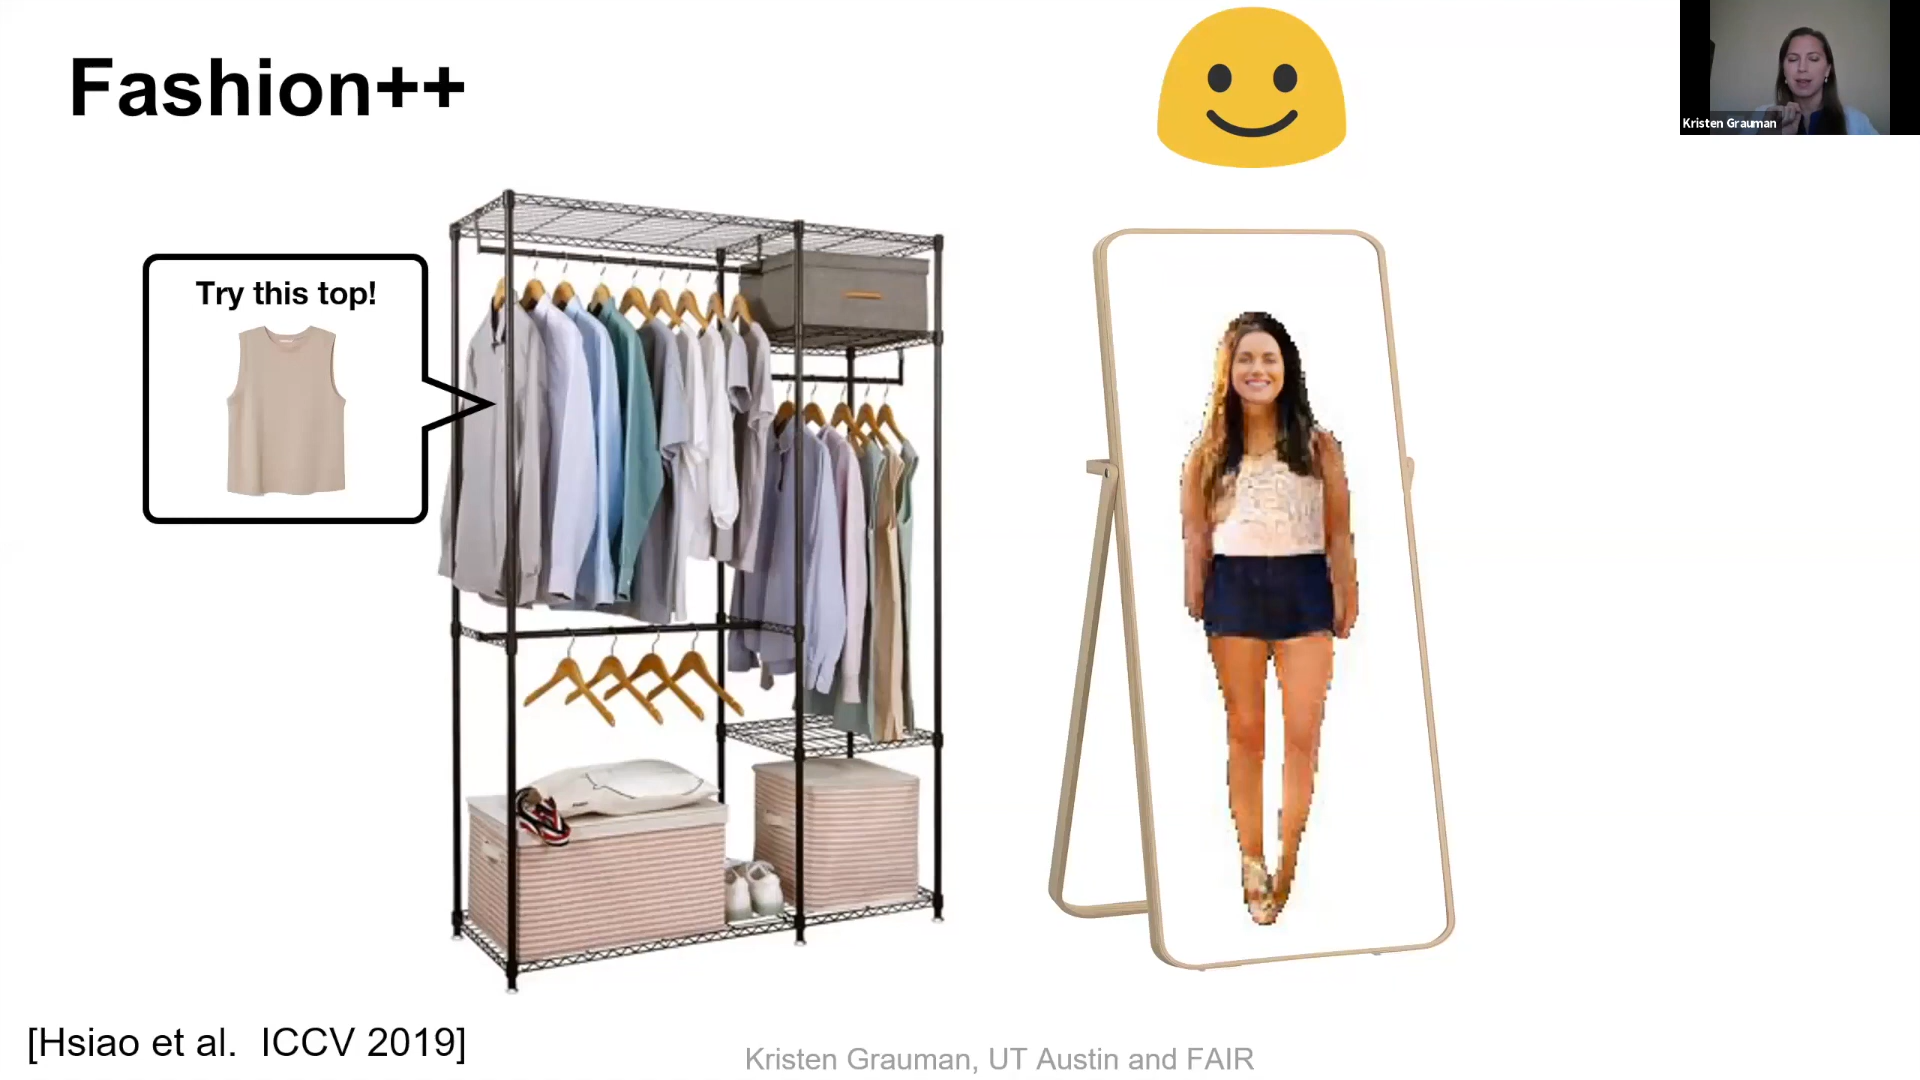 Fashion++
Kristen Grauman
Try this top!
[Hsiao et al.  ICCV 2019]
Kristen Grauman, UT Austin and FAIR